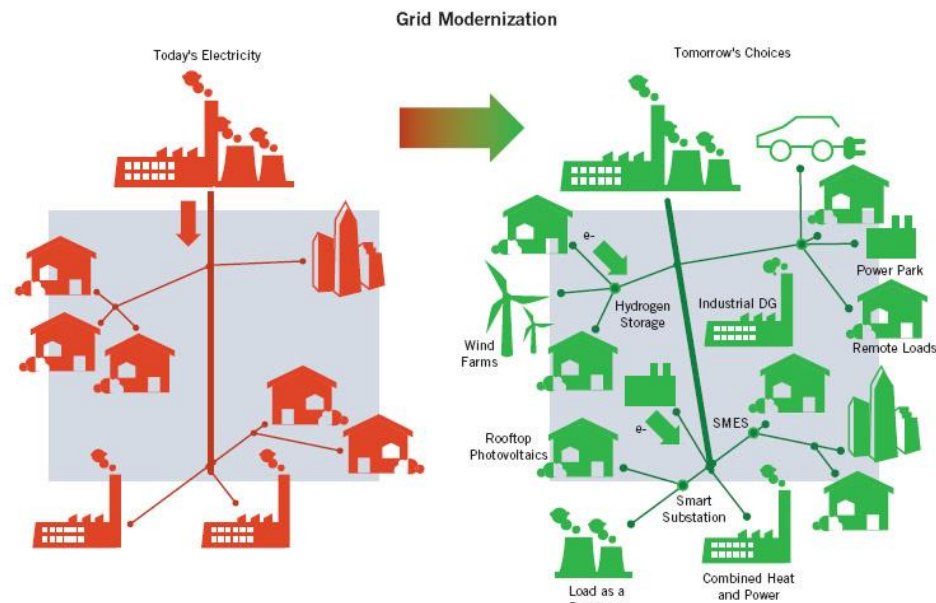 Grid Modernization
Today's Electricity
Tomorrow's Choices
e-
Power Park
Hydrogen
Storage
Industrial DG
Wind
Farms
Remote Loads
SMES
e-
Rooftop
Photovoltaics
Smart
Substation
Load as a
Combined Heat
and Power